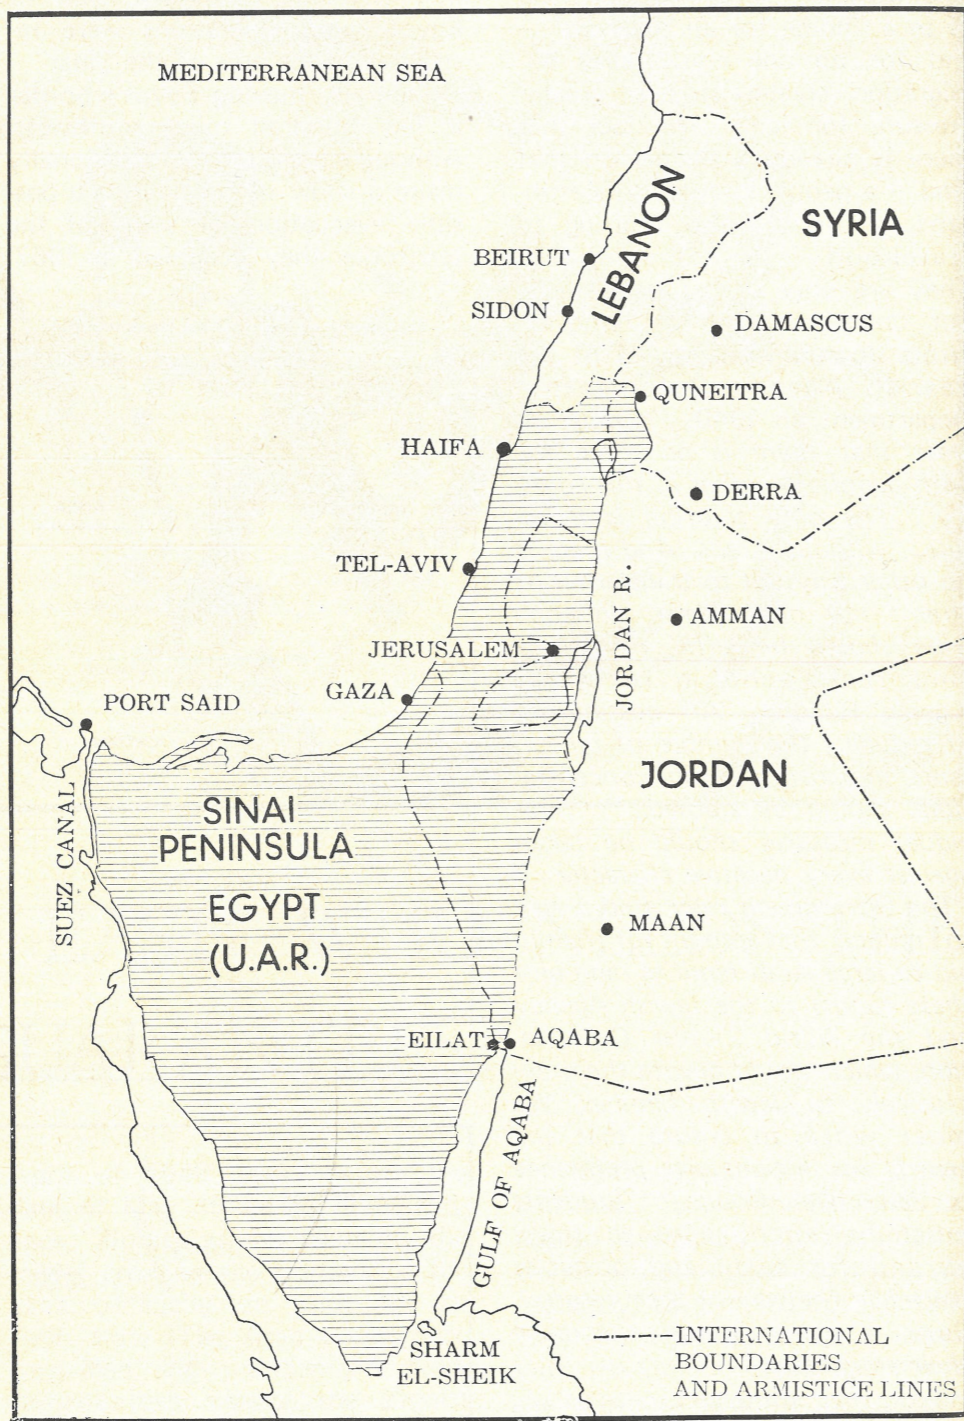 MEDITERRANEAN SEA
LEBANON
SYRIA
BEIRUT
SIDON
DAMASCUS
QUNEITRA
HAIFA
DERRA
TEL-AVIV
JORDAN R.
AMMAN
JERUSALEM
GAZA
PORT SAID
JORDAN
SUEZ CANAL
SINAI
PENINSULA
EGYPT
(U.A.R.)
MAAN
EILAT
AQABA
GULF OF AQABA
SHARM
EL-SHEIK
INTERNATIONAL
BOUNDARIES
AND ARMISTICE LINES